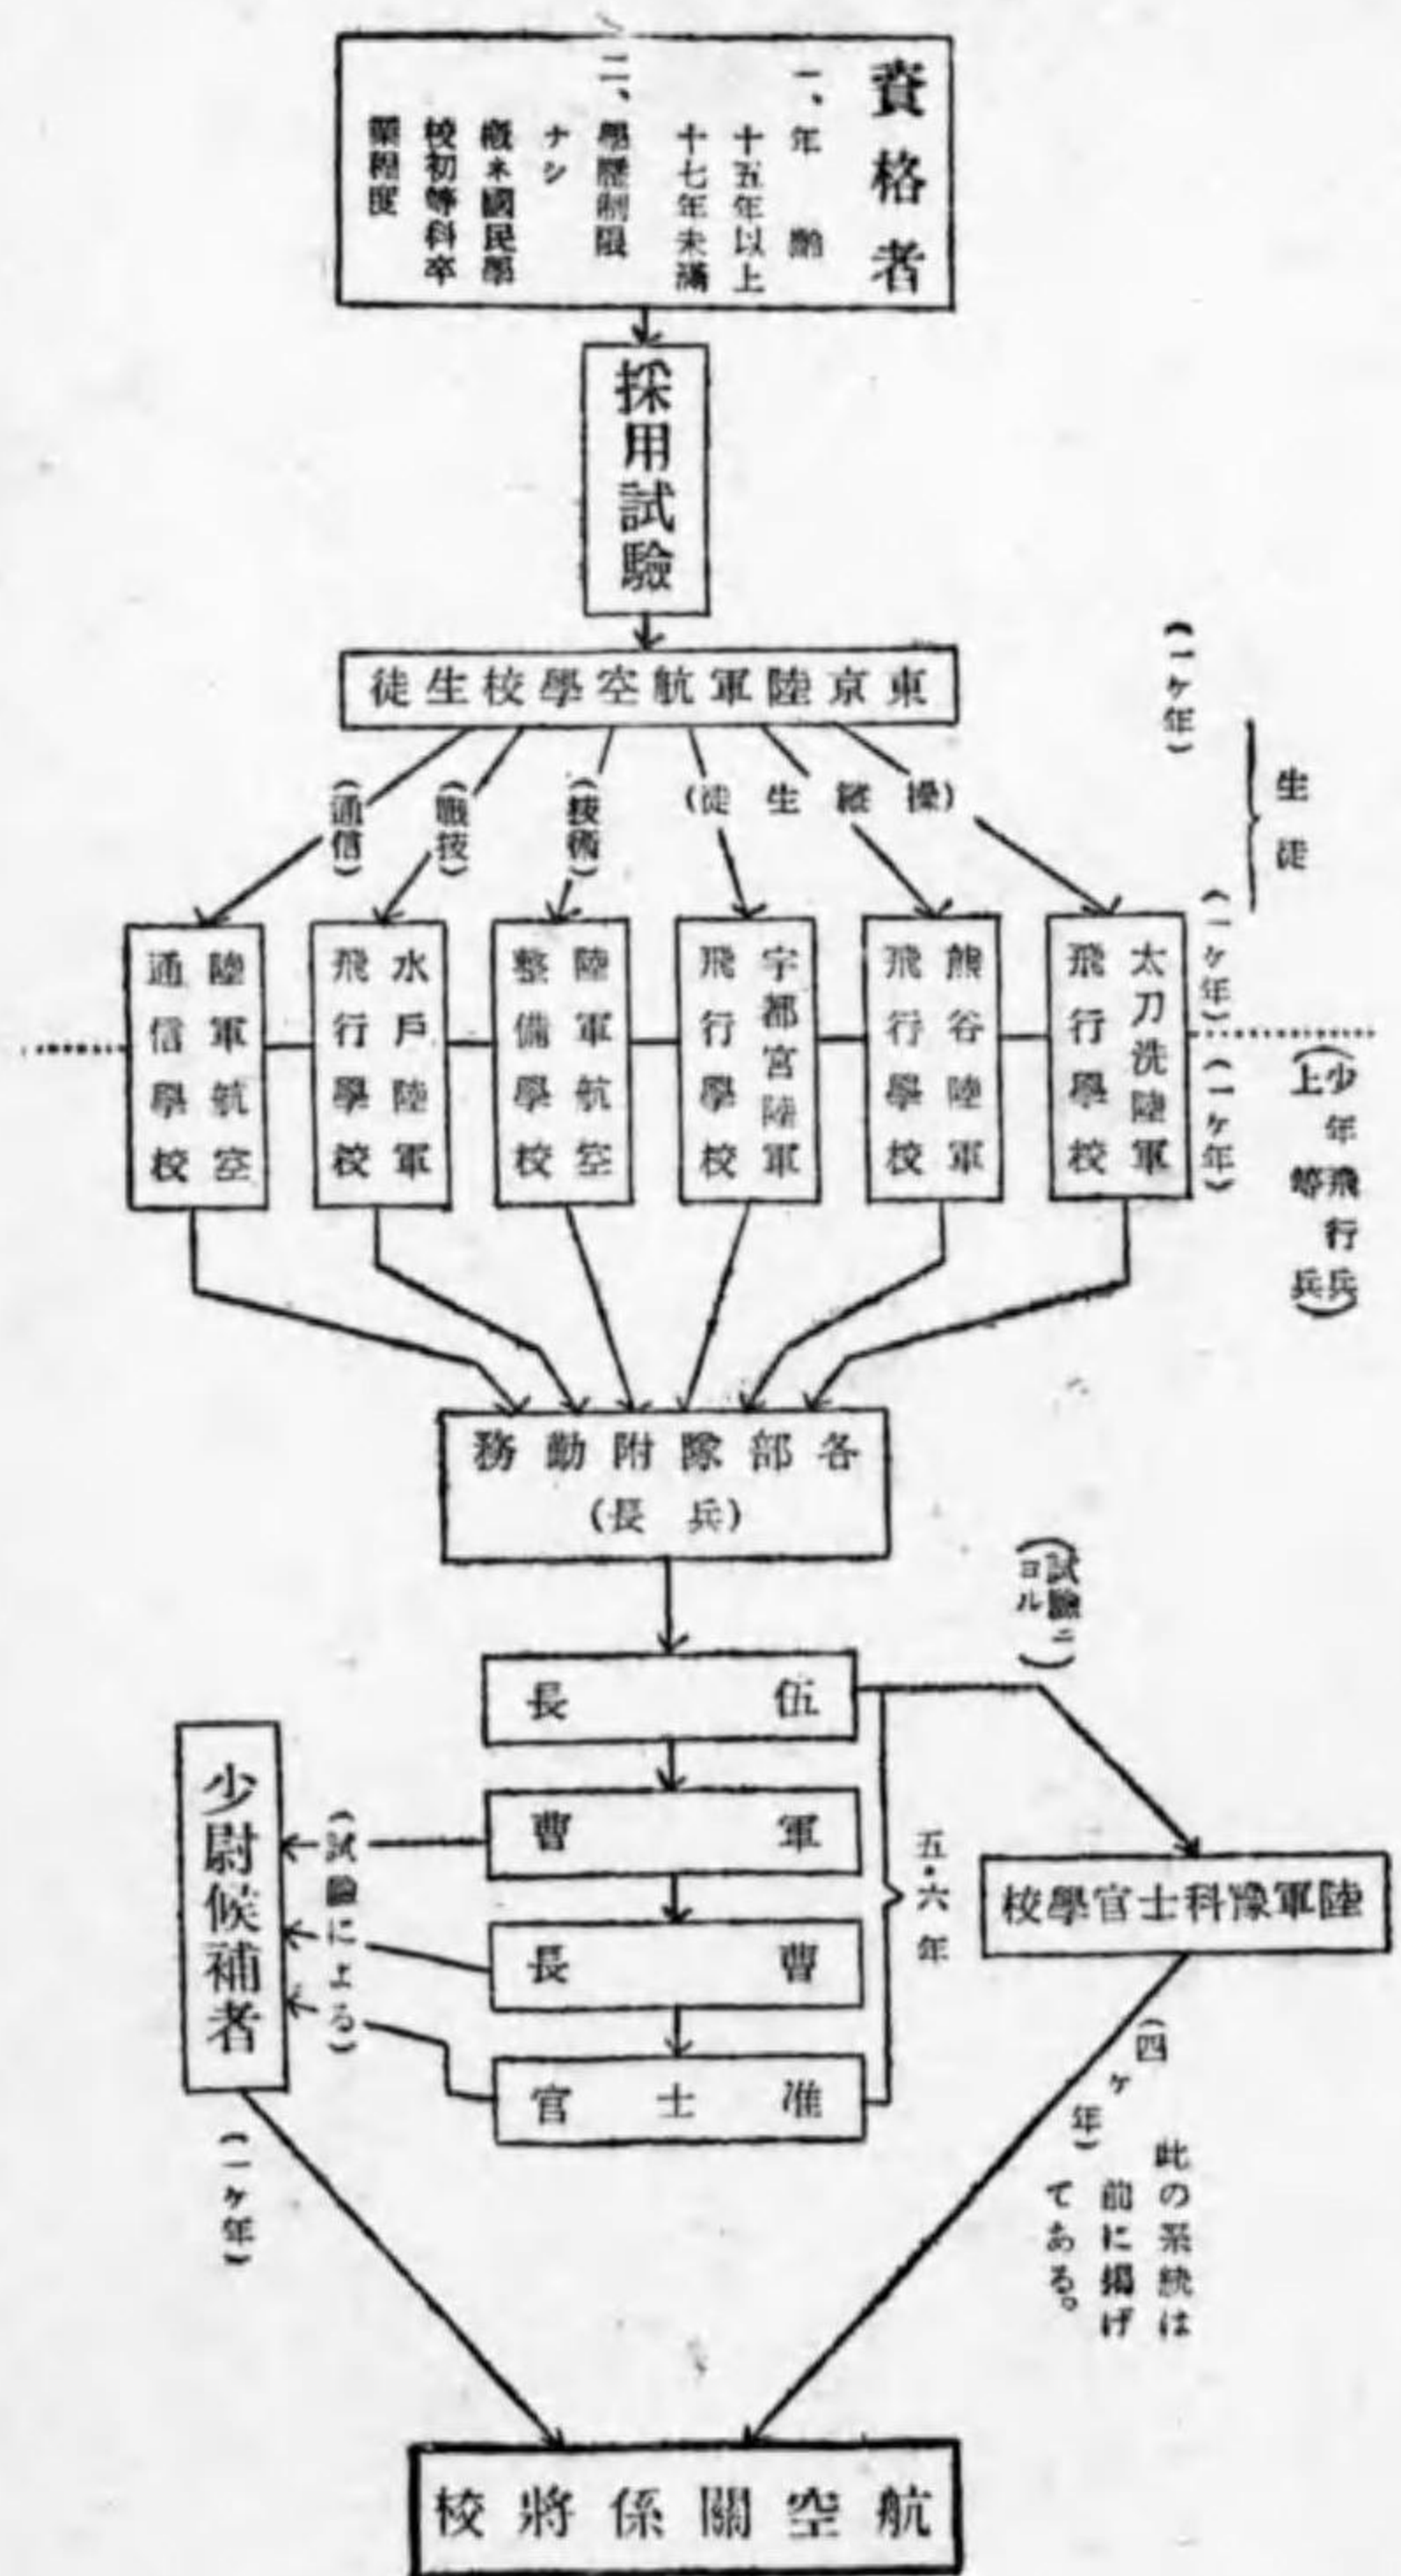 資格者
一、年齡
十五年以上
十七年未滿
二、學歷制限
ナシ
概ネ國民學
校初等科卒
業程度
採用試驗
東京陸軍航空學校生徒
(一ヶ年)
生徒
(操縱生徒)
(技術)
(戰技)
(通信)
太刀洗陸軍
飛行學校
熊谷陸軍
飛行學校
宇都宮陸軍
飛行學校
陸軍航空
整備學校
水戶陸軍
飛行學校
陸軍航空
通信學校
(一ヶ年)
(一ヶ年)
(少年飛行兵
上等兵)
各部隊附勤務
(兵長)
伍長
軍曹
曹長
准士官
五・六年
(試驗ニ
ヨル)
陸軍豫科士官學校
(四ヶ年)
此の系統は
前に揭げ
てある。
(試驗による)
少尉候補者
(一ヶ年)
航空關係將校